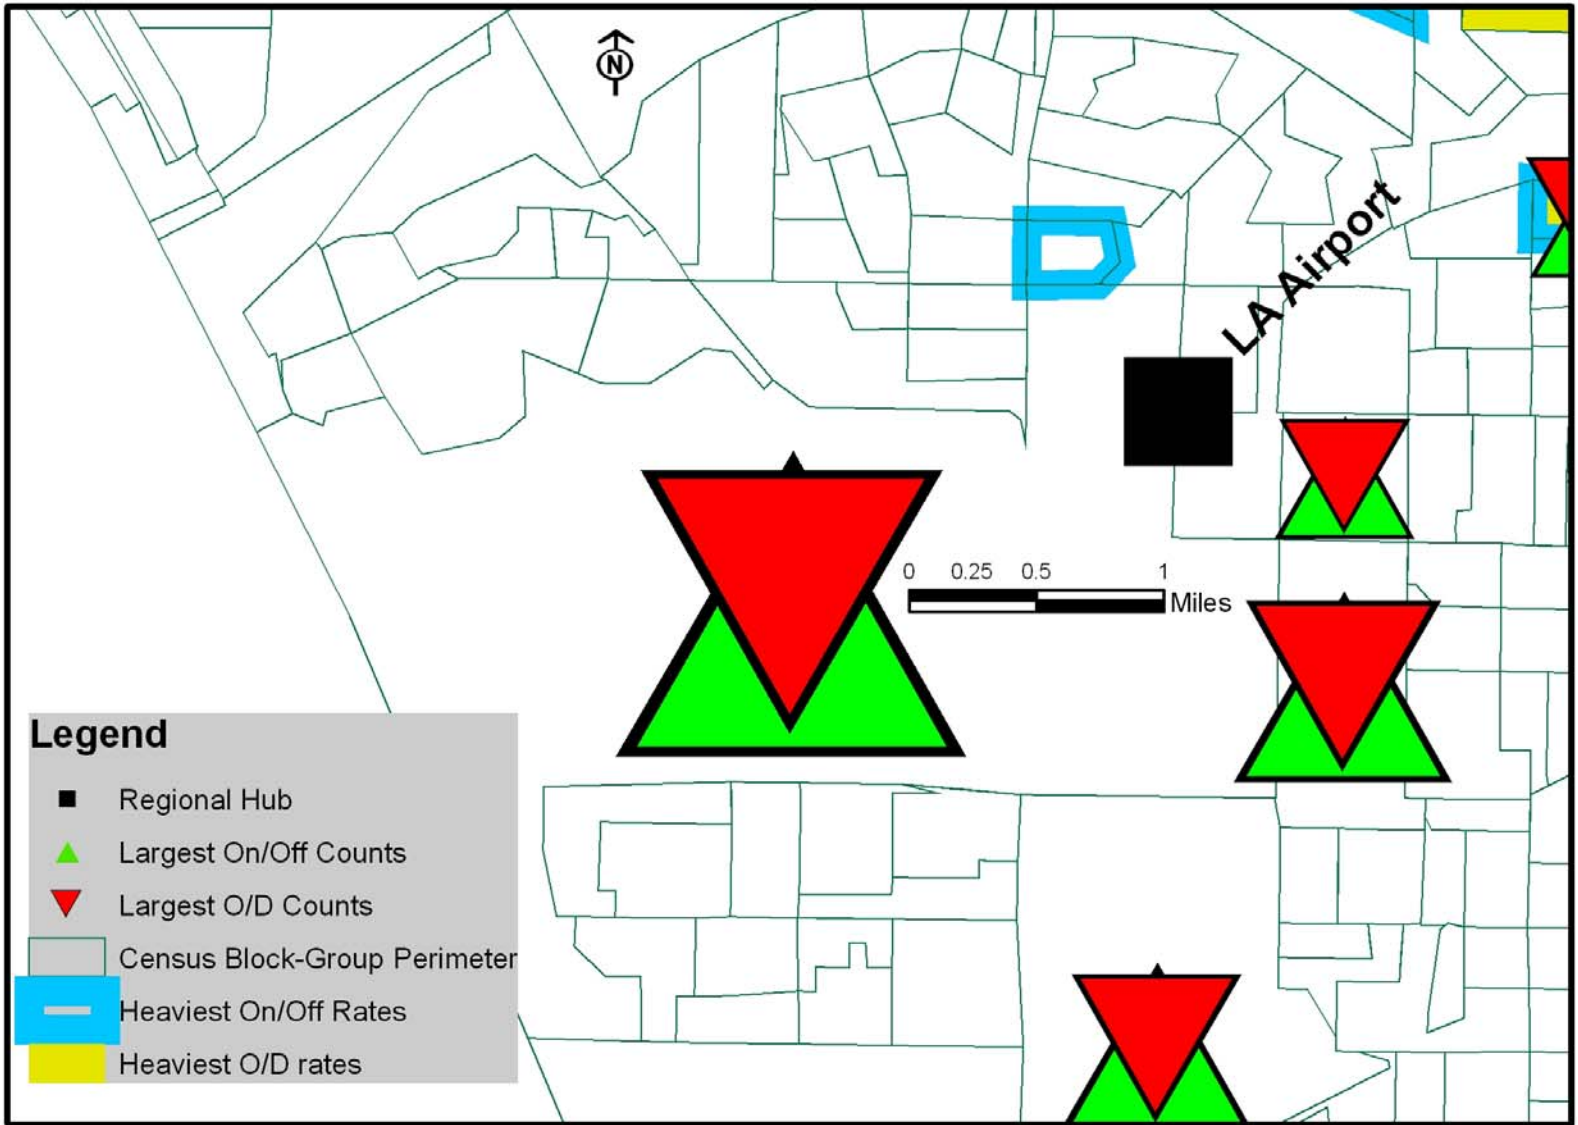 N
LA Airport
0 0.25 0.5 1
Miles
Legend
Regional Hub
Largest On/Off Counts
Largest O/D Counts
Census Block-Group Perimeter
Heaviest On/Off Rates
Heaviest O/D rates